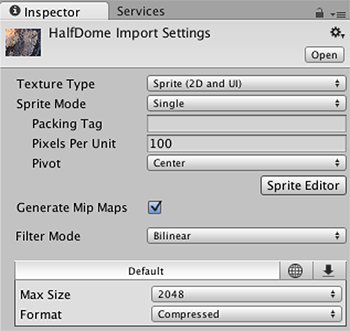 Inspector Services
HalfDome Import Settings
Open
Texture Type Sprite (2D and UI)
Sprite Mode Single
Packing Tag
Pixels Per Unit 100
Pivot Center
Sprite Editor
Generate Mip Maps
Filter Mode Bilinear
Default
Max Size 2048
Format Compressed